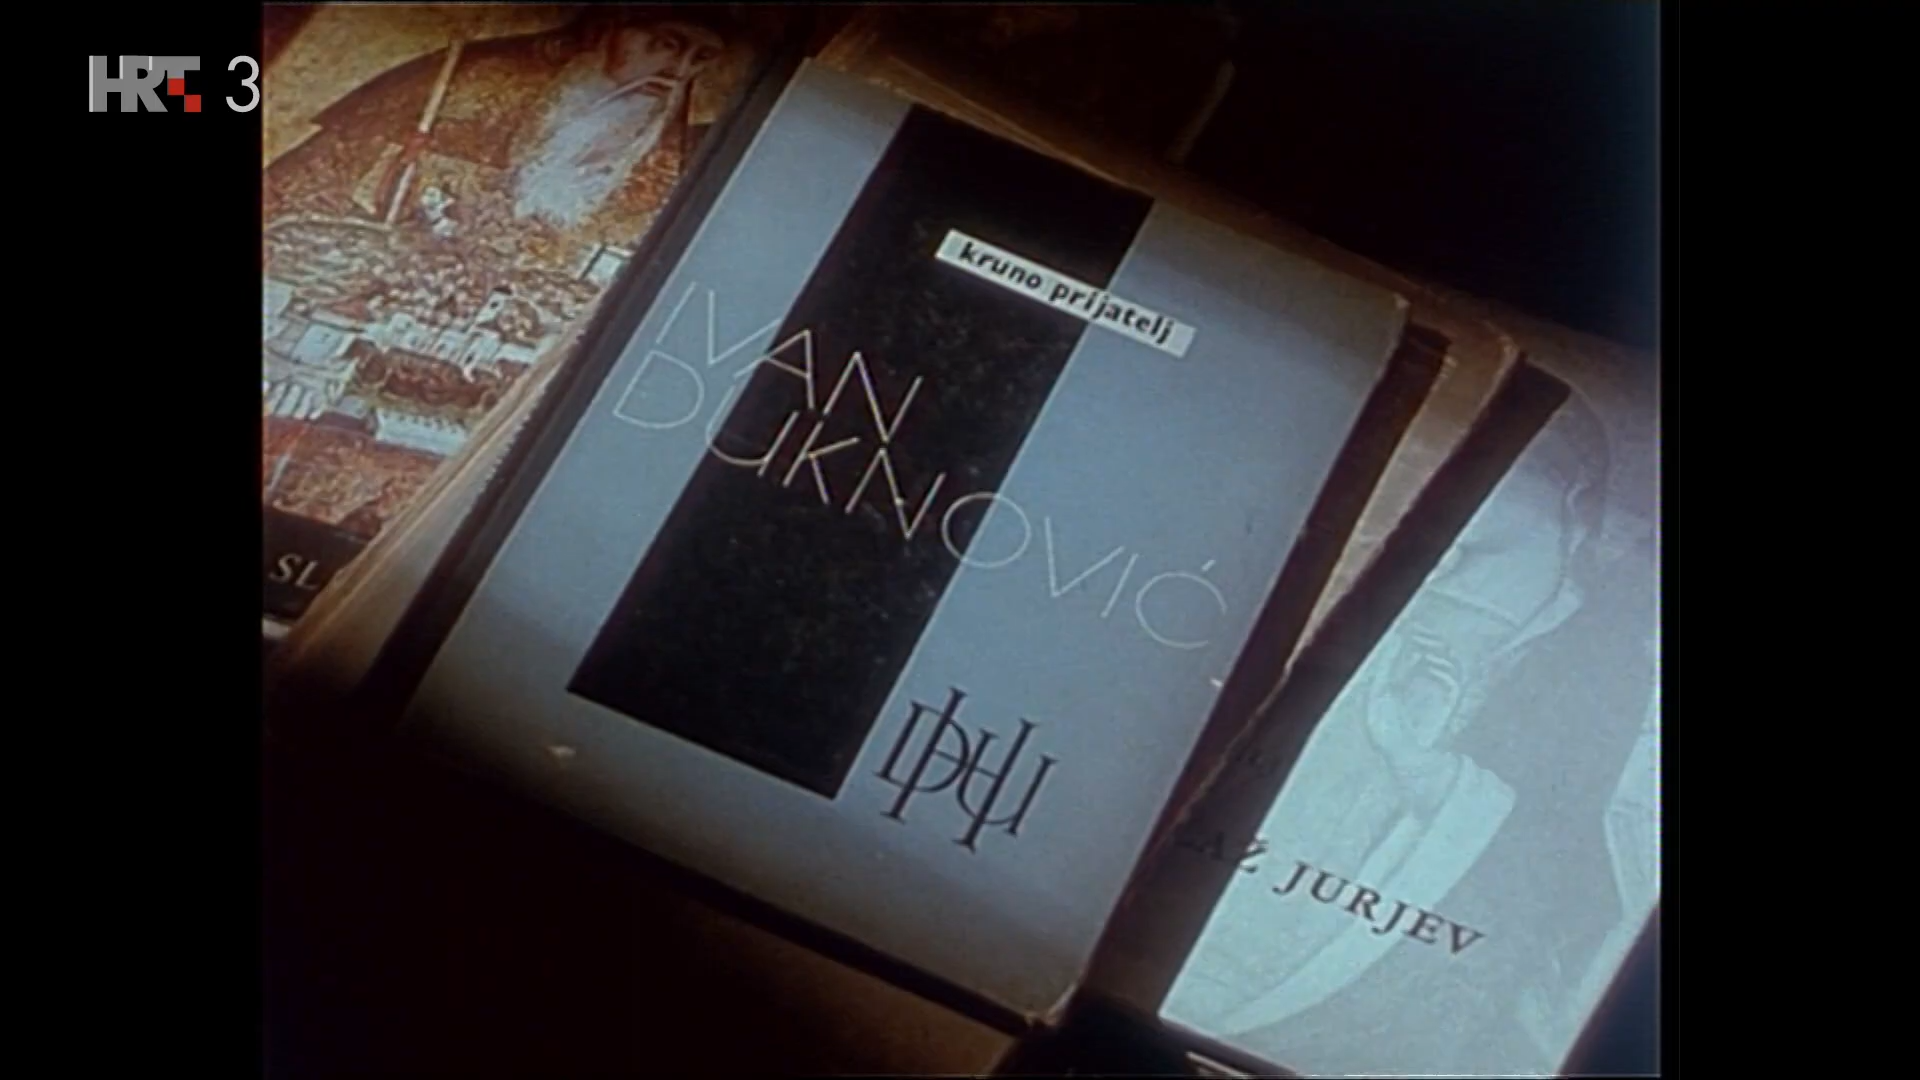 HRT 3
kruno prijatelj
IVAN
DUKNOVIĆ
SL
JURJEV